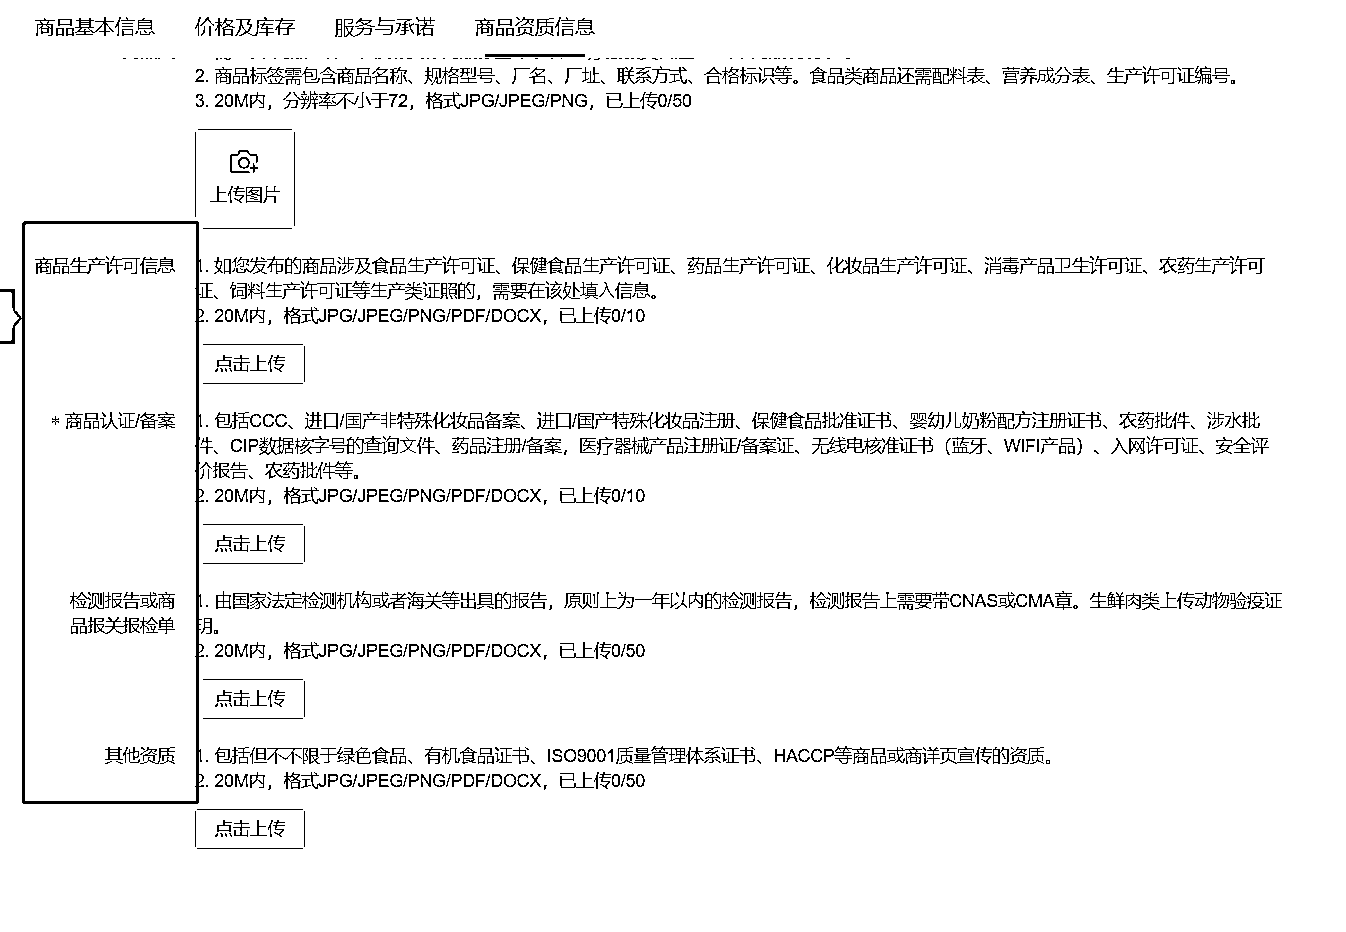 商品基本信息 价格及库存 服务与承诺 商品资质信息
2. 商品标签需包含商品名称、规格型号、厂名、厂址、联系方式、合格标识等。食品类商品还需配料表、营养成分表、生产许可证编号。
3. 20M内，分辨率不小于72，格式JPG/JPEG/PNG，已上传0/50
上传图片
商品生产许可信息
1. 如您发布的商品涉及食品生产许可证、保健食品生产许可证、药品生产许可证、化妆品生产许可证、消毒产品卫生许可证、农药生产许可
证、饲料生产许可证等生产类证照的，需要在该处填入信息。
2. 20M内，格式JPG/JPEG/PNG/PDF/DOCX，已上传0/10
点击上传
* 商品认证/备案
1. 包括CCC、进口/国产非特殊化妆品备案、进口/国产特殊化妆品注册、保健食品批准证书、婴幼儿奶粉配方注册证书、农药批件、涉水批
件、CIP数据核字号的查询文件、药品注册/备案，医疗器械产品注册证/备案证、无线电核准证书（蓝牙、WIFI产品）、入网许可证、安全评
价报告、农药批件等。
2. 20M内，格式JPG/JPEG/PNG/PDF/DOCX，已上传0/10
点击上传
检测报告或商
品报关报检单
1. 由国家法定检测机构或者海关等出具的报告，原则上为一年以内的检测报告，检测报告上需要带CNAS或CMA章。生鲜肉类上传动物验疫证
明。
2. 20M内，格式JPG/JPEG/PNG/PDF/DOCX，已上传0/50
点击上传
其他资质
1. 包括但不不限于绿色食品、有机食品证书、ISO9001质量管理体系证书、HACCP等商品或商详页宣传的资质。
2. 20M内，格式JPG/JPEG/PNG/PDF/DOCX，已上传0/50
点击上传